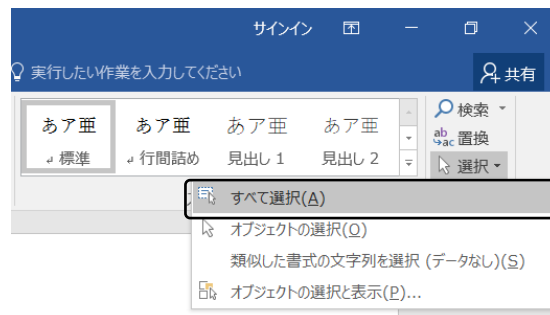 サインイン
実行したい作業を入力してください
共有
あア亜 あア亜 あア亜 あア亜
↲ 標準 ↲ 行間詰め 見出し 1 見出し 2
検索
abac 置換
選択
すべて選択(A)
オブジェクトの選択(O)
類似した書式の文字列を選択 (データなし)(S)
オブジェクトの選択と表示(P)...